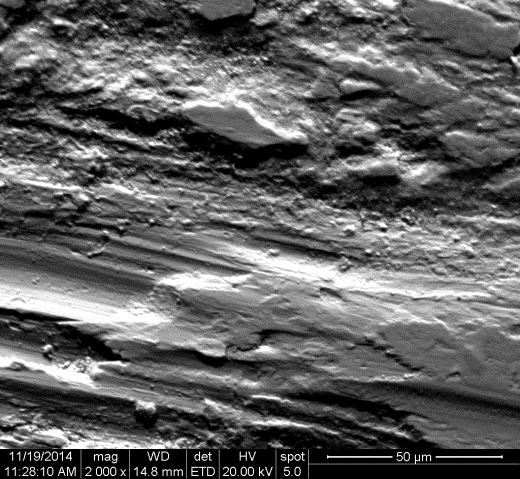 11/19/2014 mag WD det HV spot
11:28:10 AM 2 000 x 14.8 mm ETD 20.00 kV 5.0 50 µm